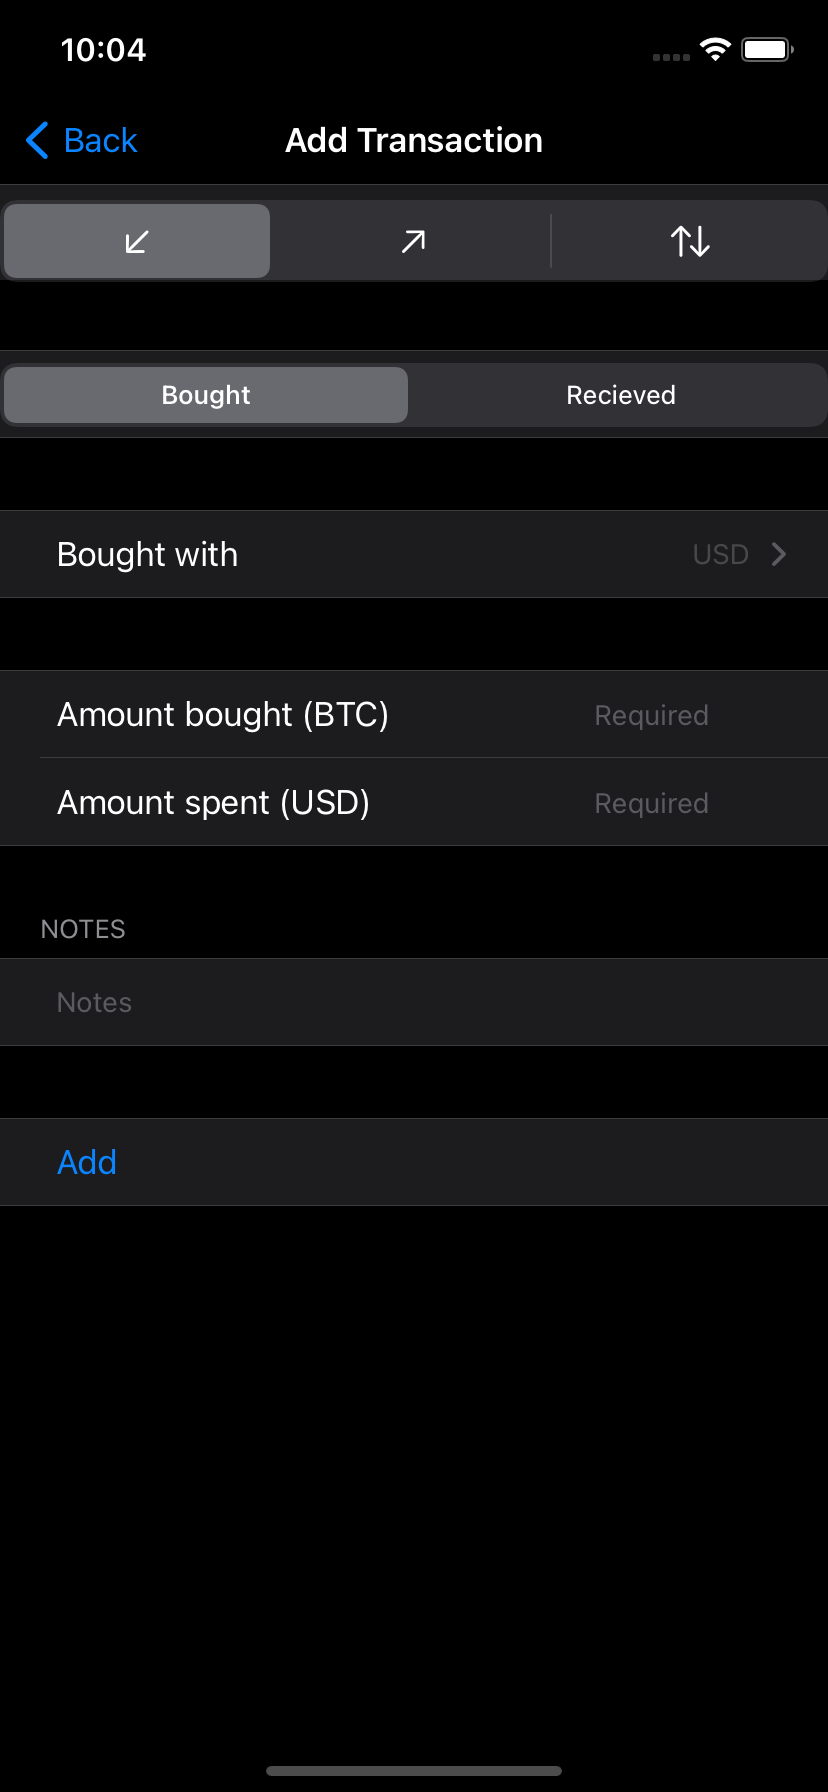 10:04
Back
Add Transaction
Bought
Recieved
Bought with
USD
Amount bought (BTC)
Required
Amount spent (USD)
Required
NOTES
Notes
Add